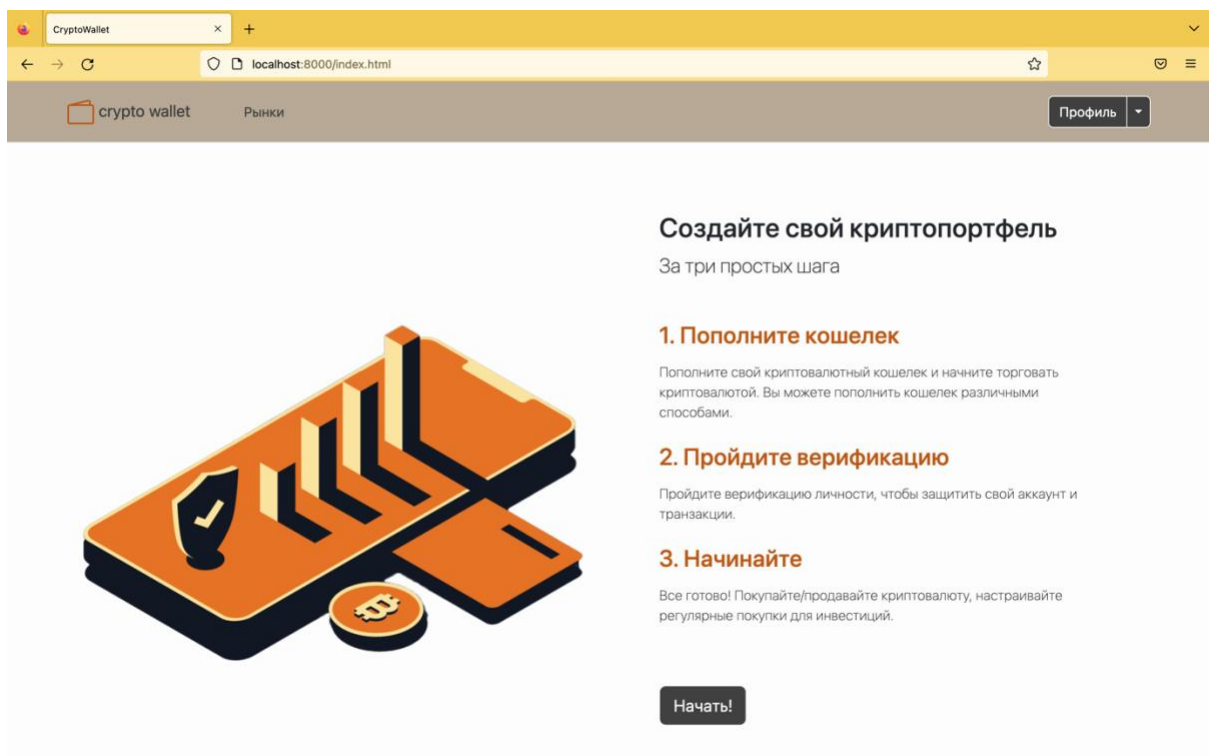 CryptoWallet
localhost:8000/index.html
crypto wallet
Рынки
Профиль
Создайте свой криптопортфель
За три простых шага
1. Пополните кошелек
Пополните свой криптовалютный кошелек и начните торговать
криптовалютой. Вы можете пополнить кошелек различными
способами.
2. Пройдите верификацию
Пройдите верификацию личности, чтобы защитить свой аккаунт и
транзакции.
3. Начинайте
Все готово! Покупайте/продавайте криптовалюту, настраивайте
регулярные покупки для инвестиций.
Начать!